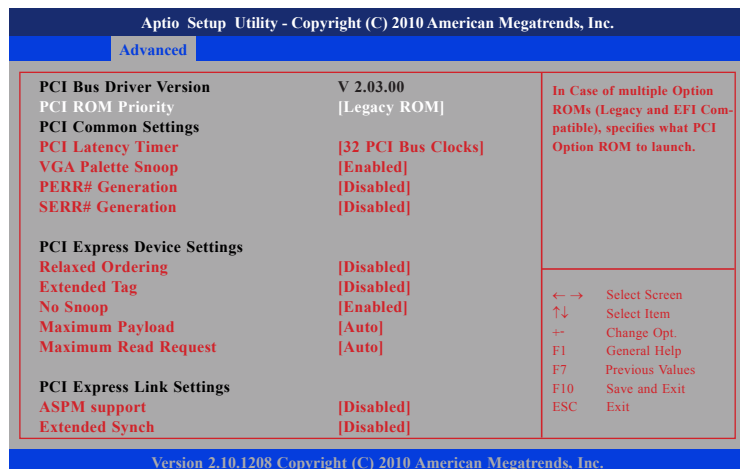 Aptio Setup Utility - Copyright (C) 2010 American Megatrends, Inc.
Advanced
PCI Bus Driver Version V 2.03.00
PCI ROM Priority [Legacy ROM]
PCI Common Settings
PCI Latency Timer [32 PCI Bus Clocks]
VGA Palette Snoop [Enabled]
PERR# Generation [Disabled]
SERR# Generation [Disabled]
PCI Express Device Settings
Relaxed Ordering [Disabled]
Extended Tag [Disabled]
No Snoop [Enabled]
Maximum Payload [Auto]
Maximum Read Request [Auto]
PCI Express Link Settings
ASPM support [Disabled]
Extended Synch [Disabled]
In Case of multiple Option
ROMs (Legacy and EFI Com-
patible), specifies what PCI
Option ROM to launch.
←→ Select Screen
↑↓ Select Item
+- Change Opt.
F1 General Help
F7 Previous Values
F10 Save and Exit
ESC Exit
Version 2.10.1208 Copyright (C) 2010 American Megatrends, Inc.